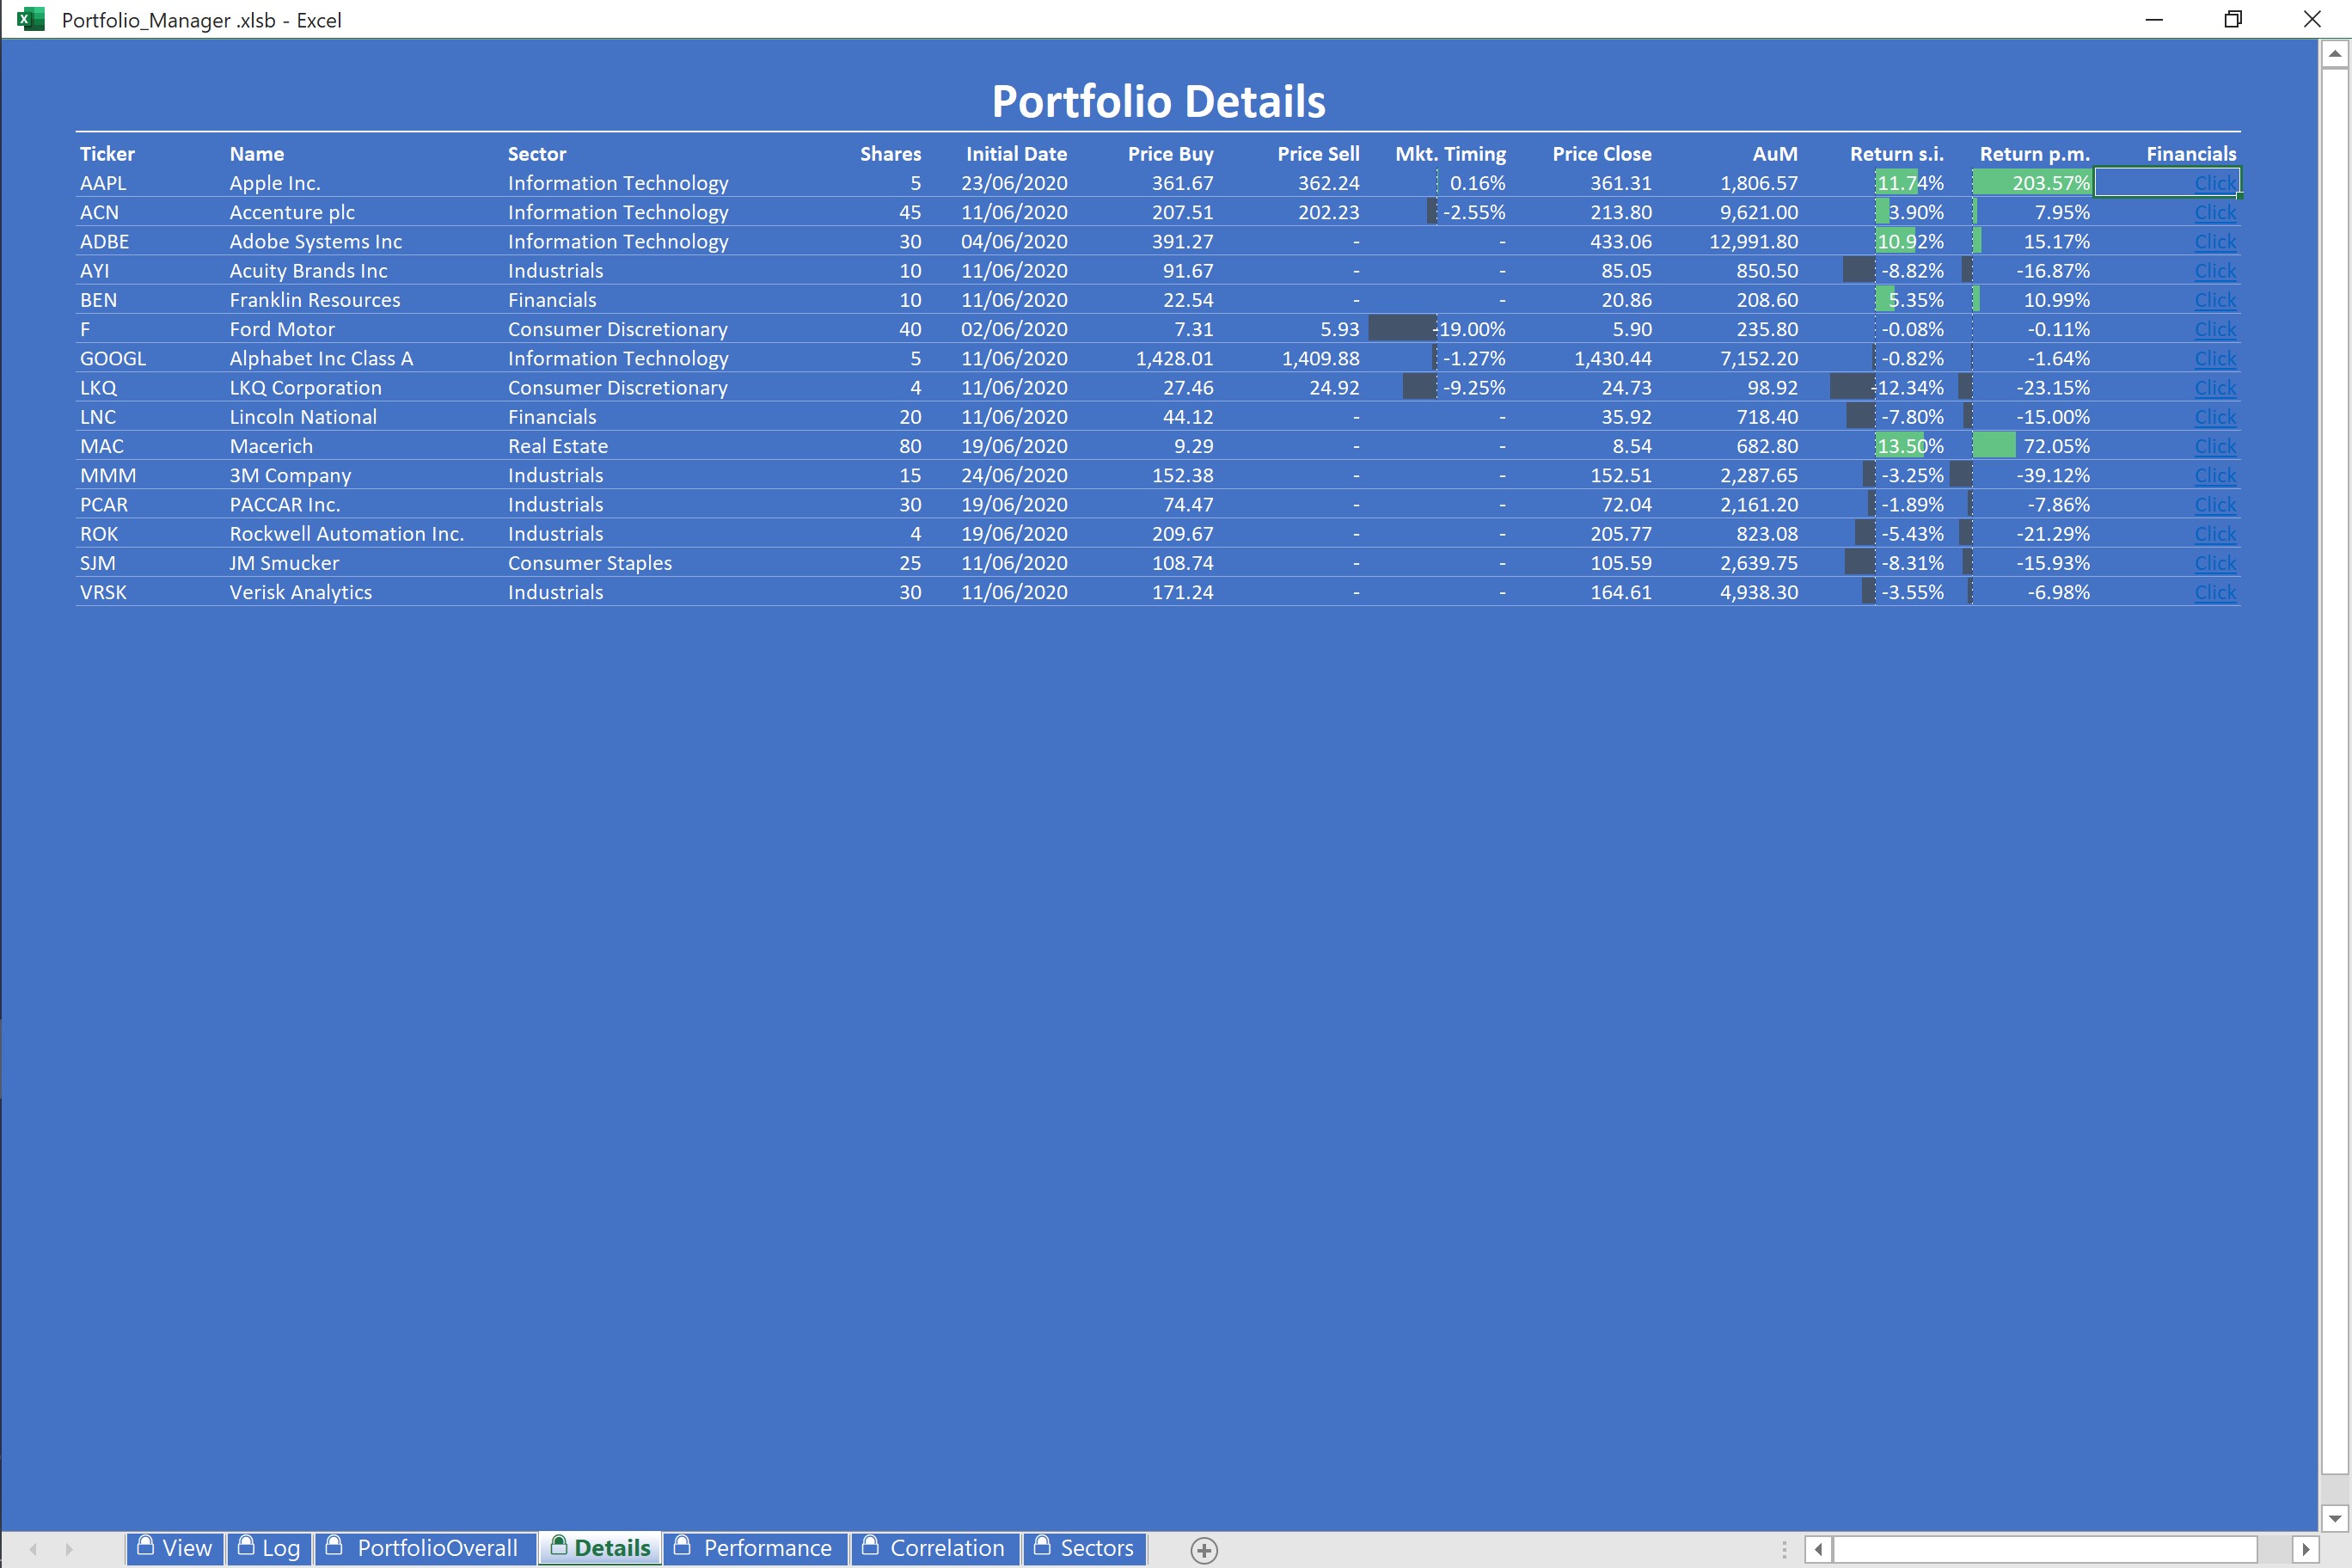 Portfolio_Manager .xlsb - Excel
Portfolio Details
Ticker Name Sector Shares Initial Date Price Buy Price Sell Mkt. Timing Price Close AuM Return s.i. Return p.m. Financials
AAPL Apple Inc. Information Technology 5 23/06/2020 361.67 362.24 0.16% 361.31 1,806.57 11.74% 203.57% Click
ACN Accenture plc Information Technology 45 11/06/2020 207.51 202.23 -2.55% 213.80 9,621.00 3.90% 7.95% Click
ADBE Adobe Systems Inc Information Technology 30 04/06/2020 391.27 - - 433.06 12,991.80 10.92% 15.17% Click
AYI Acuity Brands Inc Industrials 10 11/06/2020 91.67 - - 85.05 850.50 -8.82% -16.87% Click
BEN Franklin Resources Financials 10 11/06/2020 22.54 - - 20.86 208.60 5.35% 10.99% Click
F Ford Motor Consumer Discretionary 40 02/06/2020 7.31 5.93 -19.00% 5.90 235.80 -0.08% -0.11% Click
GOOGL Alphabet Inc Class A Information Technology 5 11/06/2020 1,428.01 1,409.88 -1.27% 1,430.44 7,152.20 -0.82% -1.64% Click
LKQ LKQ Corporation Consumer Discretionary 4 11/06/2020 27.46 24.92 -9.25% 24.73 98.92 -12.34% -23.15% Click
LNC Lincoln National Financials 20 11/06/2020 44.12 - - 35.92 718.40 -7.80% -15.00% Click
MAC Macerich Real Estate 80 19/06/2020 9.29 - - 8.54 682.80 13.50% 72.05% Click
MMM 3M Company Industrials 15 24/06/2020 152.38 - - 152.51 2,287.65 -3.25% -39.12% Click
PCAR PACCAR Inc. Industrials 30 19/06/2020 74.47 - - 72.04 2,161.20 -1.89% -7.86% Click
ROK Rockwell Automation Inc. Industrials 4 19/06/2020 209.67 - - 205.77 823.08 -5.43% -21.29% Click
SJM JM Smucker Consumer Staples 25 11/06/2020 108.74 - - 105.59 2,639.75 -8.31% -15.93% Click
VRSK Verisk Analytics Industrials 30 11/06/2020 171.24 - - 164.61 4,938.30 -3.55% -6.98% Click
View Log PortfolioOverall Details Performance Correlation Sectors